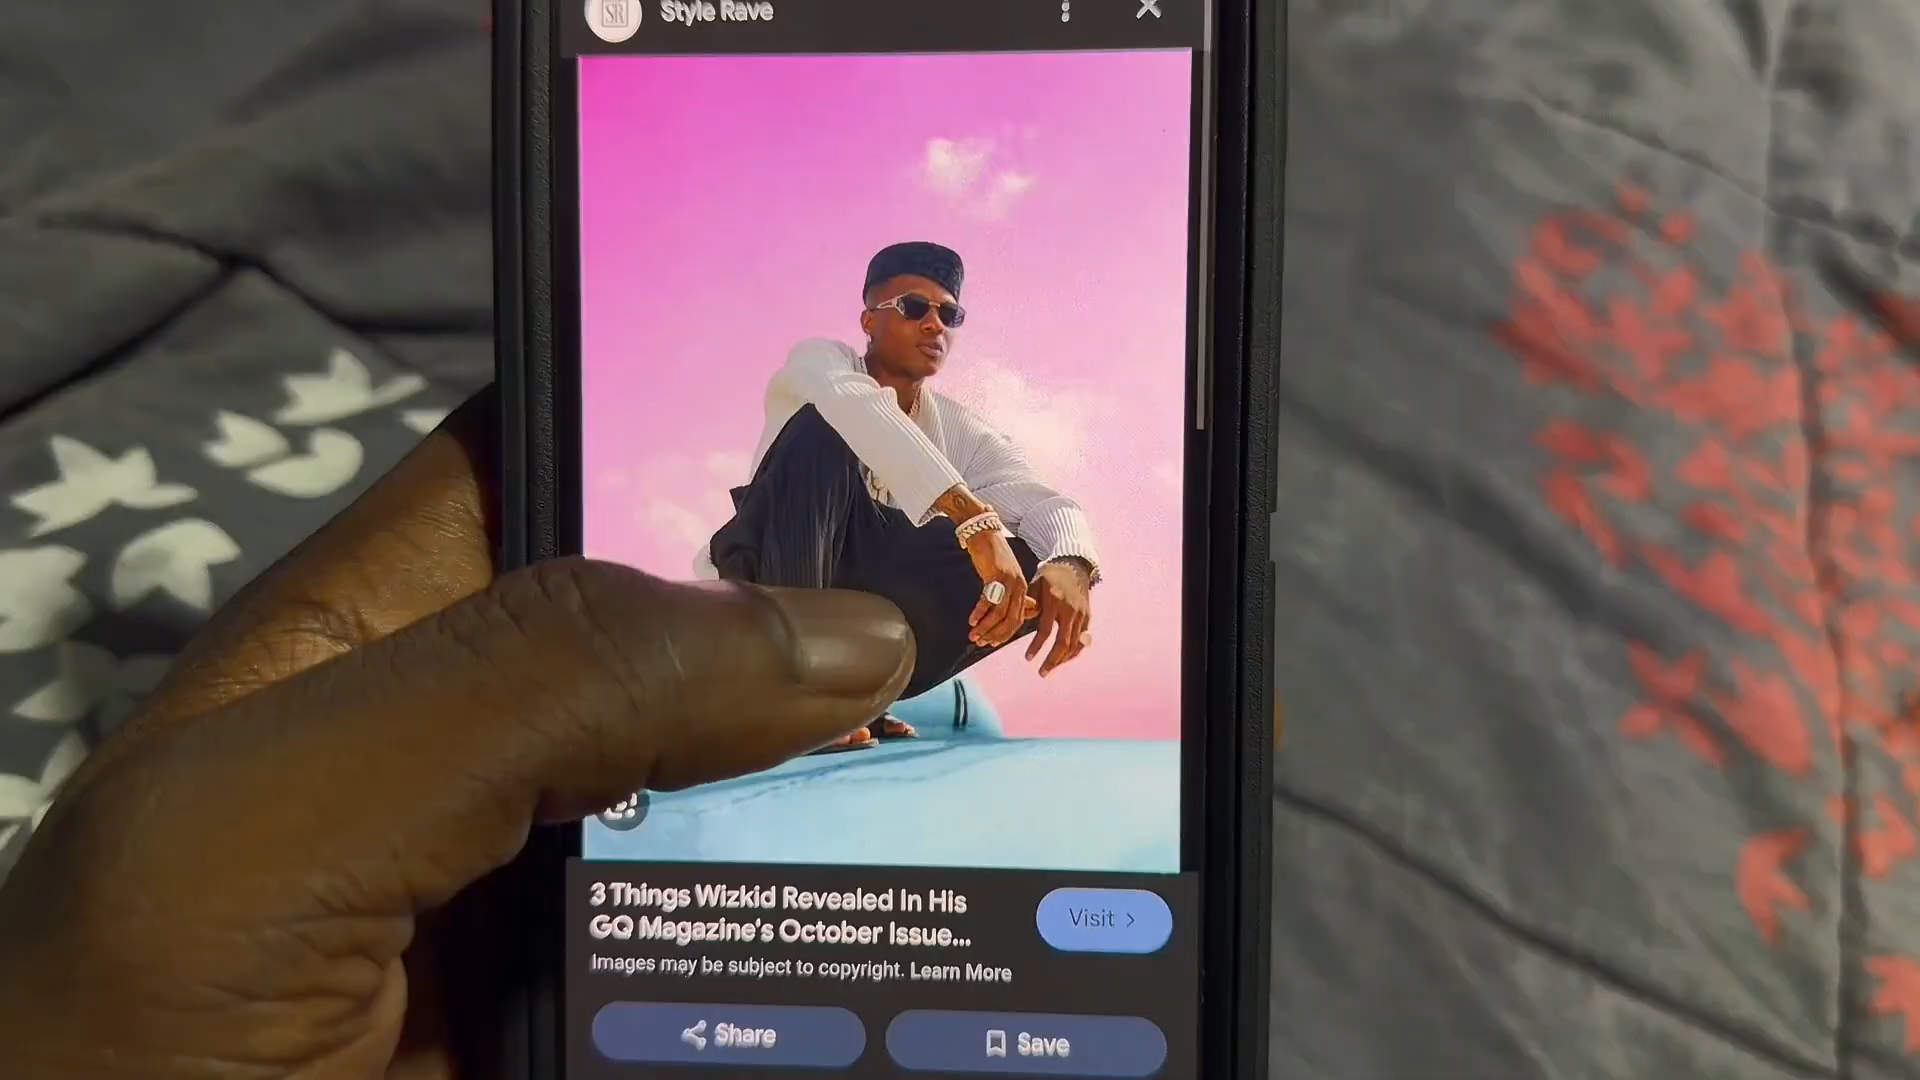 SR
Style Rave
3 Things Wizkid Revealed In His
GQ Magazine's October Issue...
Visit >
Images may be subject to copyright. Learn More
Share
Save